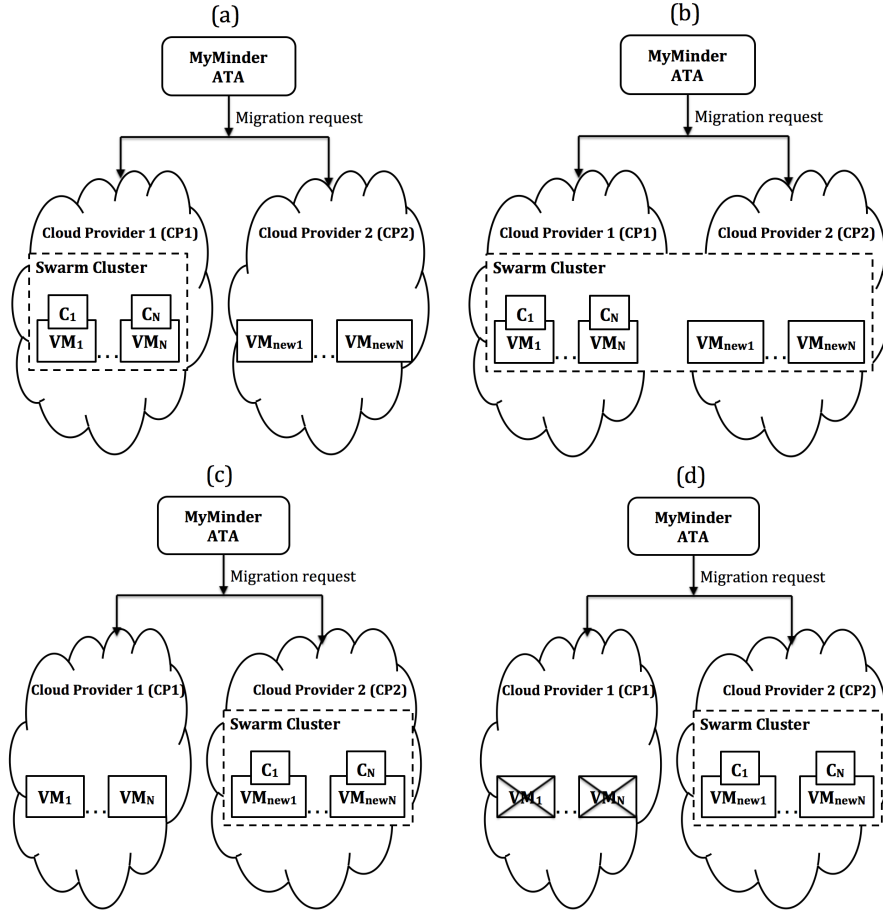 (a)
MyMinder
ATA
Migration request
Cloud Provider 1 (CP1)
Cloud Provider 2 (CP2)
Swarm Cluster
C1
CN
VM1
...
VMN
VMnew1
...
VMnewN
(b)
MyMinder
ATA
Migration request
Cloud Provider 1 (CP1)
Cloud Provider 2 (CP2)
Swarm Cluster
C1
CN
VM1
...
VMN
VMnew1
...
VMnewN
(c)
MyMinder
ATA
Migration request
Cloud Provider 1 (CP1)
Cloud Provider 2 (CP2)
Swarm Cluster
C1
CN
VM1
...
VMN
VMnew1
...
VMnewN
(d)
MyMinder
ATA
Migration request
Cloud Provider 1 (CP1)
Cloud Provider 2 (CP2)
Swarm Cluster
C1
CN
VM1
...
VMN
VMnew1
...
VMnewN